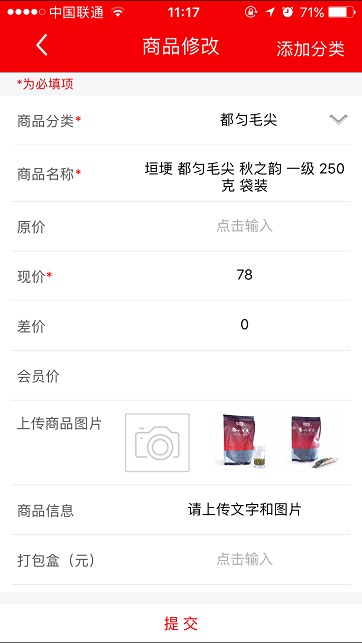 中国联通 11:17 71%
商品修改 添加分类
*为必填项
商品分类* 都匀毛尖
商品名称* 垣埂 都匀毛尖 秋之韵 一级 250
克 袋装
原价 点击输入
现价* 78
差价 0
会员价
上传商品图片
商品信息 请上传文字和图片
打包盒（元） 点击输入
提 交